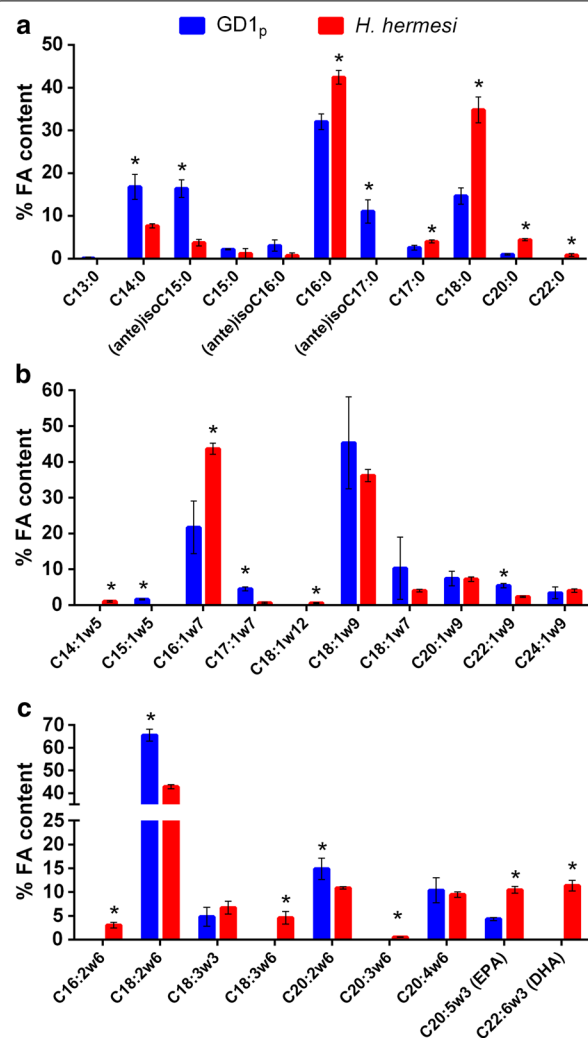 a
GD1p
H. hermesi
% FA content
50
40
30
20
10
0
* * * * * * * *
C13:0
C14:0
(ante)isoC15:0
C15:0
(ante)isoC16:0
C16:0
(ante)isoC17:0
C17:0
C18:0
C20:0
C22:0
b
% FA content
60
50
40
30
20
10
0
* * * * * *
C14:1w5
C15:1w5
C16:1w7
C17:1w7
C18:1w12
C18:1w9
C18:1w7
C20:1w9
C22:1w9
C24:1w9
c
% FA content
70
60
50
40
25
20
15
10
5
0
* * * * * * *
C16:2w6
C18:2w6
C18:3w3
C18:3w6
C20:2w6
C20:3w6
C20:4w6
C20:5w3 (EPA)
C22:6w3 (DHA)